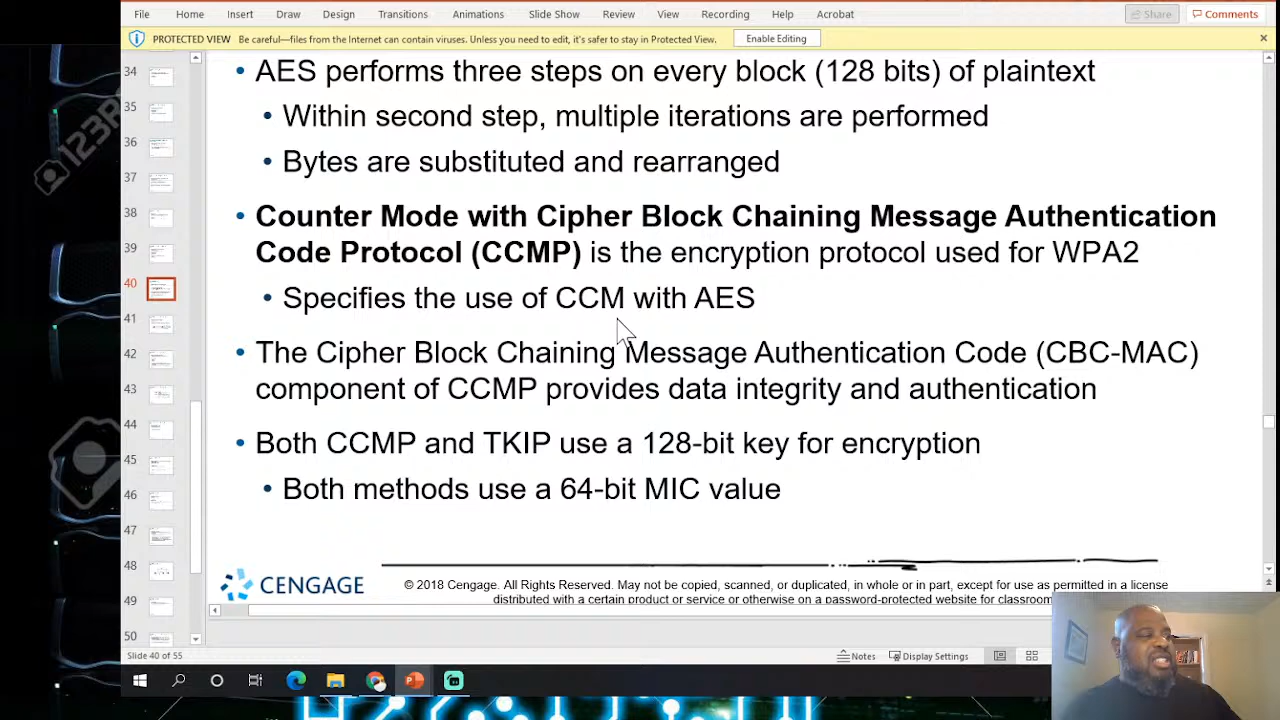 File Home Insert Draw Design Transitions Animations Slide Show Review View Recording Help Acrobat Share Comments
PROTECTED VIEW Be careful—files from the Internet can contain viruses. Unless you need to edit, it's safer to stay in Protected View. Enable Editing
34
35
36
37
38
39
40
41
42
43
44
45
46
47
48
49
50
• AES performs three steps on every block (128 bits) of plaintext
• Within second step, multiple iterations are performed
• Bytes are substituted and rearranged
• Counter Mode with Cipher Block Chaining Message Authentication
Code Protocol (CCMP) is the encryption protocol used for WPA2
• Specifies the use of CCM with AES
• The Cipher Block Chaining Message Authentication Code (CBC-MAC)
component of CCMP provides data integrity and authentication
• Both CCMP and TKIP use a 128-bit key for encryption
• Both methods use a 64-bit MIC value
CENGAGE
© 2018 Cengage. All Rights Reserved. May not be copied, scanned, or duplicated, in whole or in part, except for use as permitted in a license
distributed with a certain product or service or otherwise on a password-protected website for classroom
Slide 40 of 55 Notes Display Settings